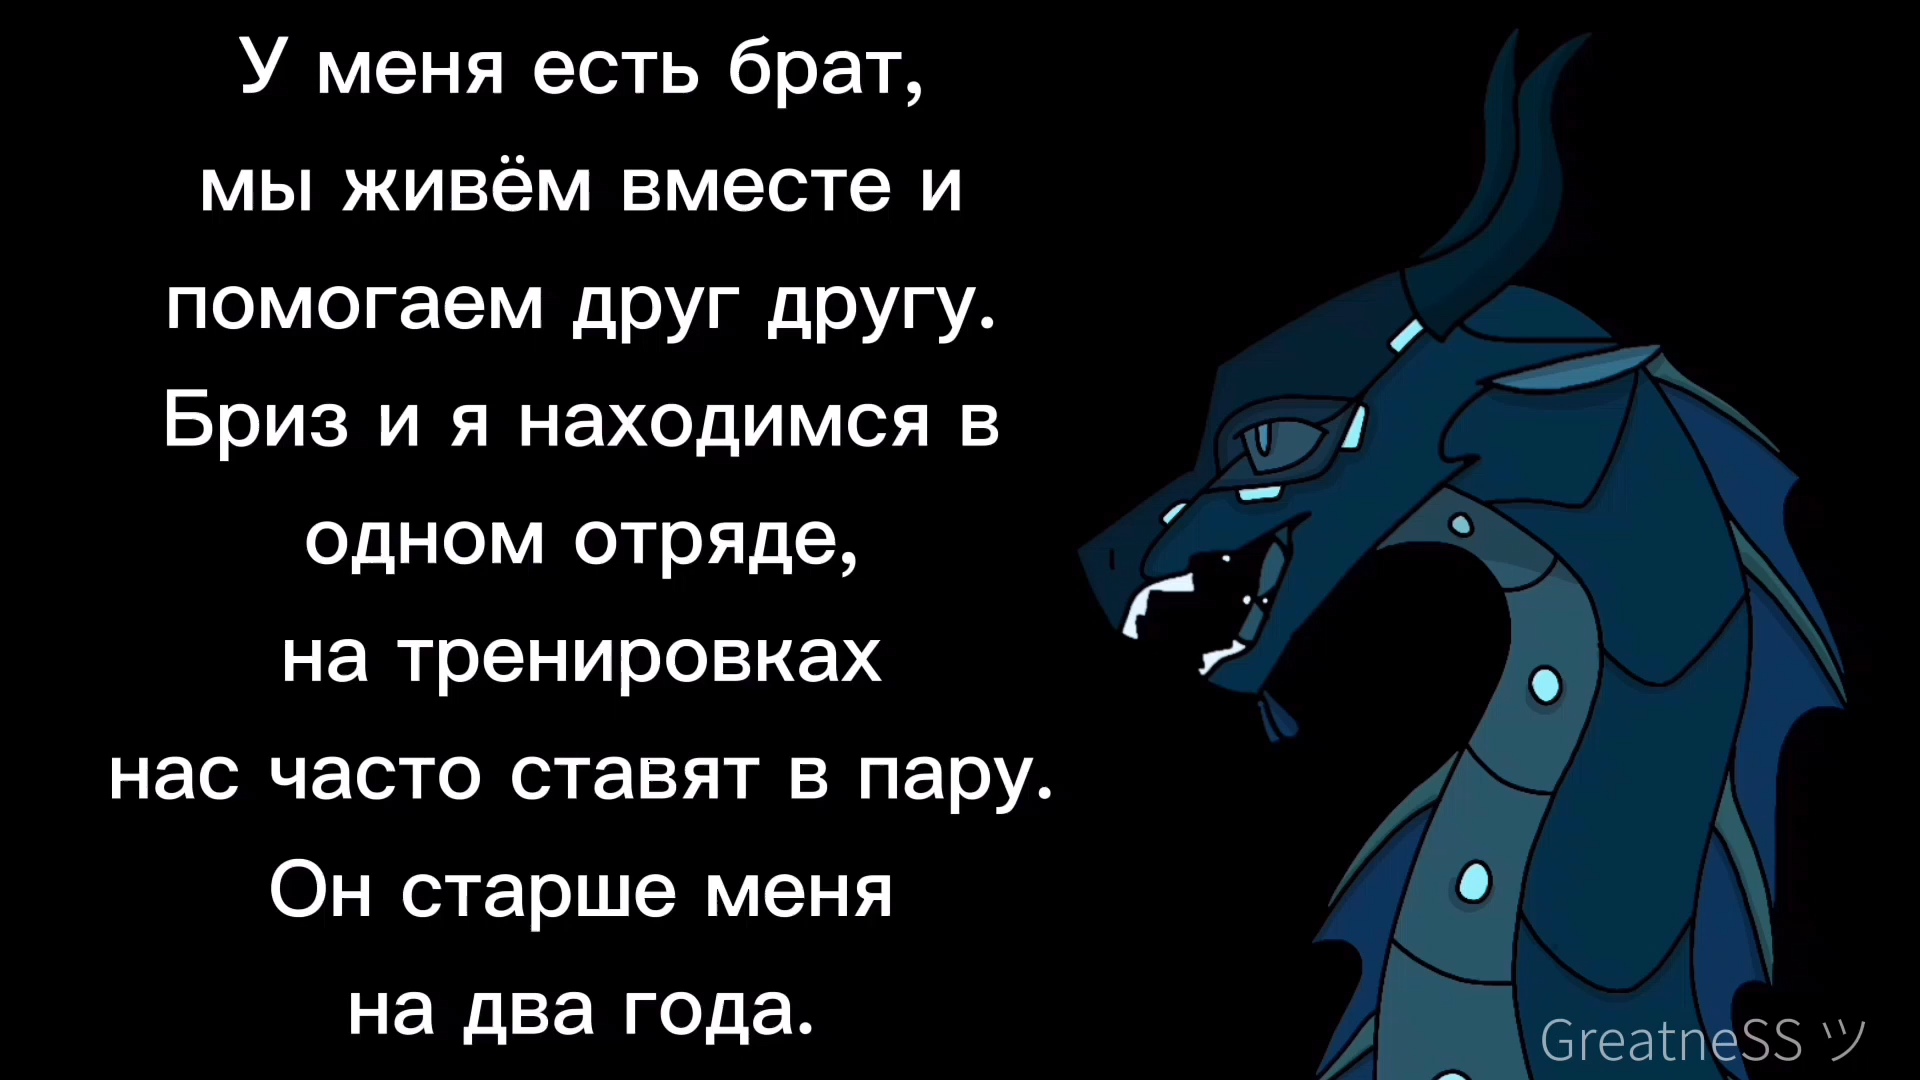 У меня есть брат,
мы живём вместе и
помогаем друг другу.
Бриз и я находимся в
одном отряде,
на тренировках
нас часто ставят в пару.
Он старше меня
на два года.
GreatneSS ツ